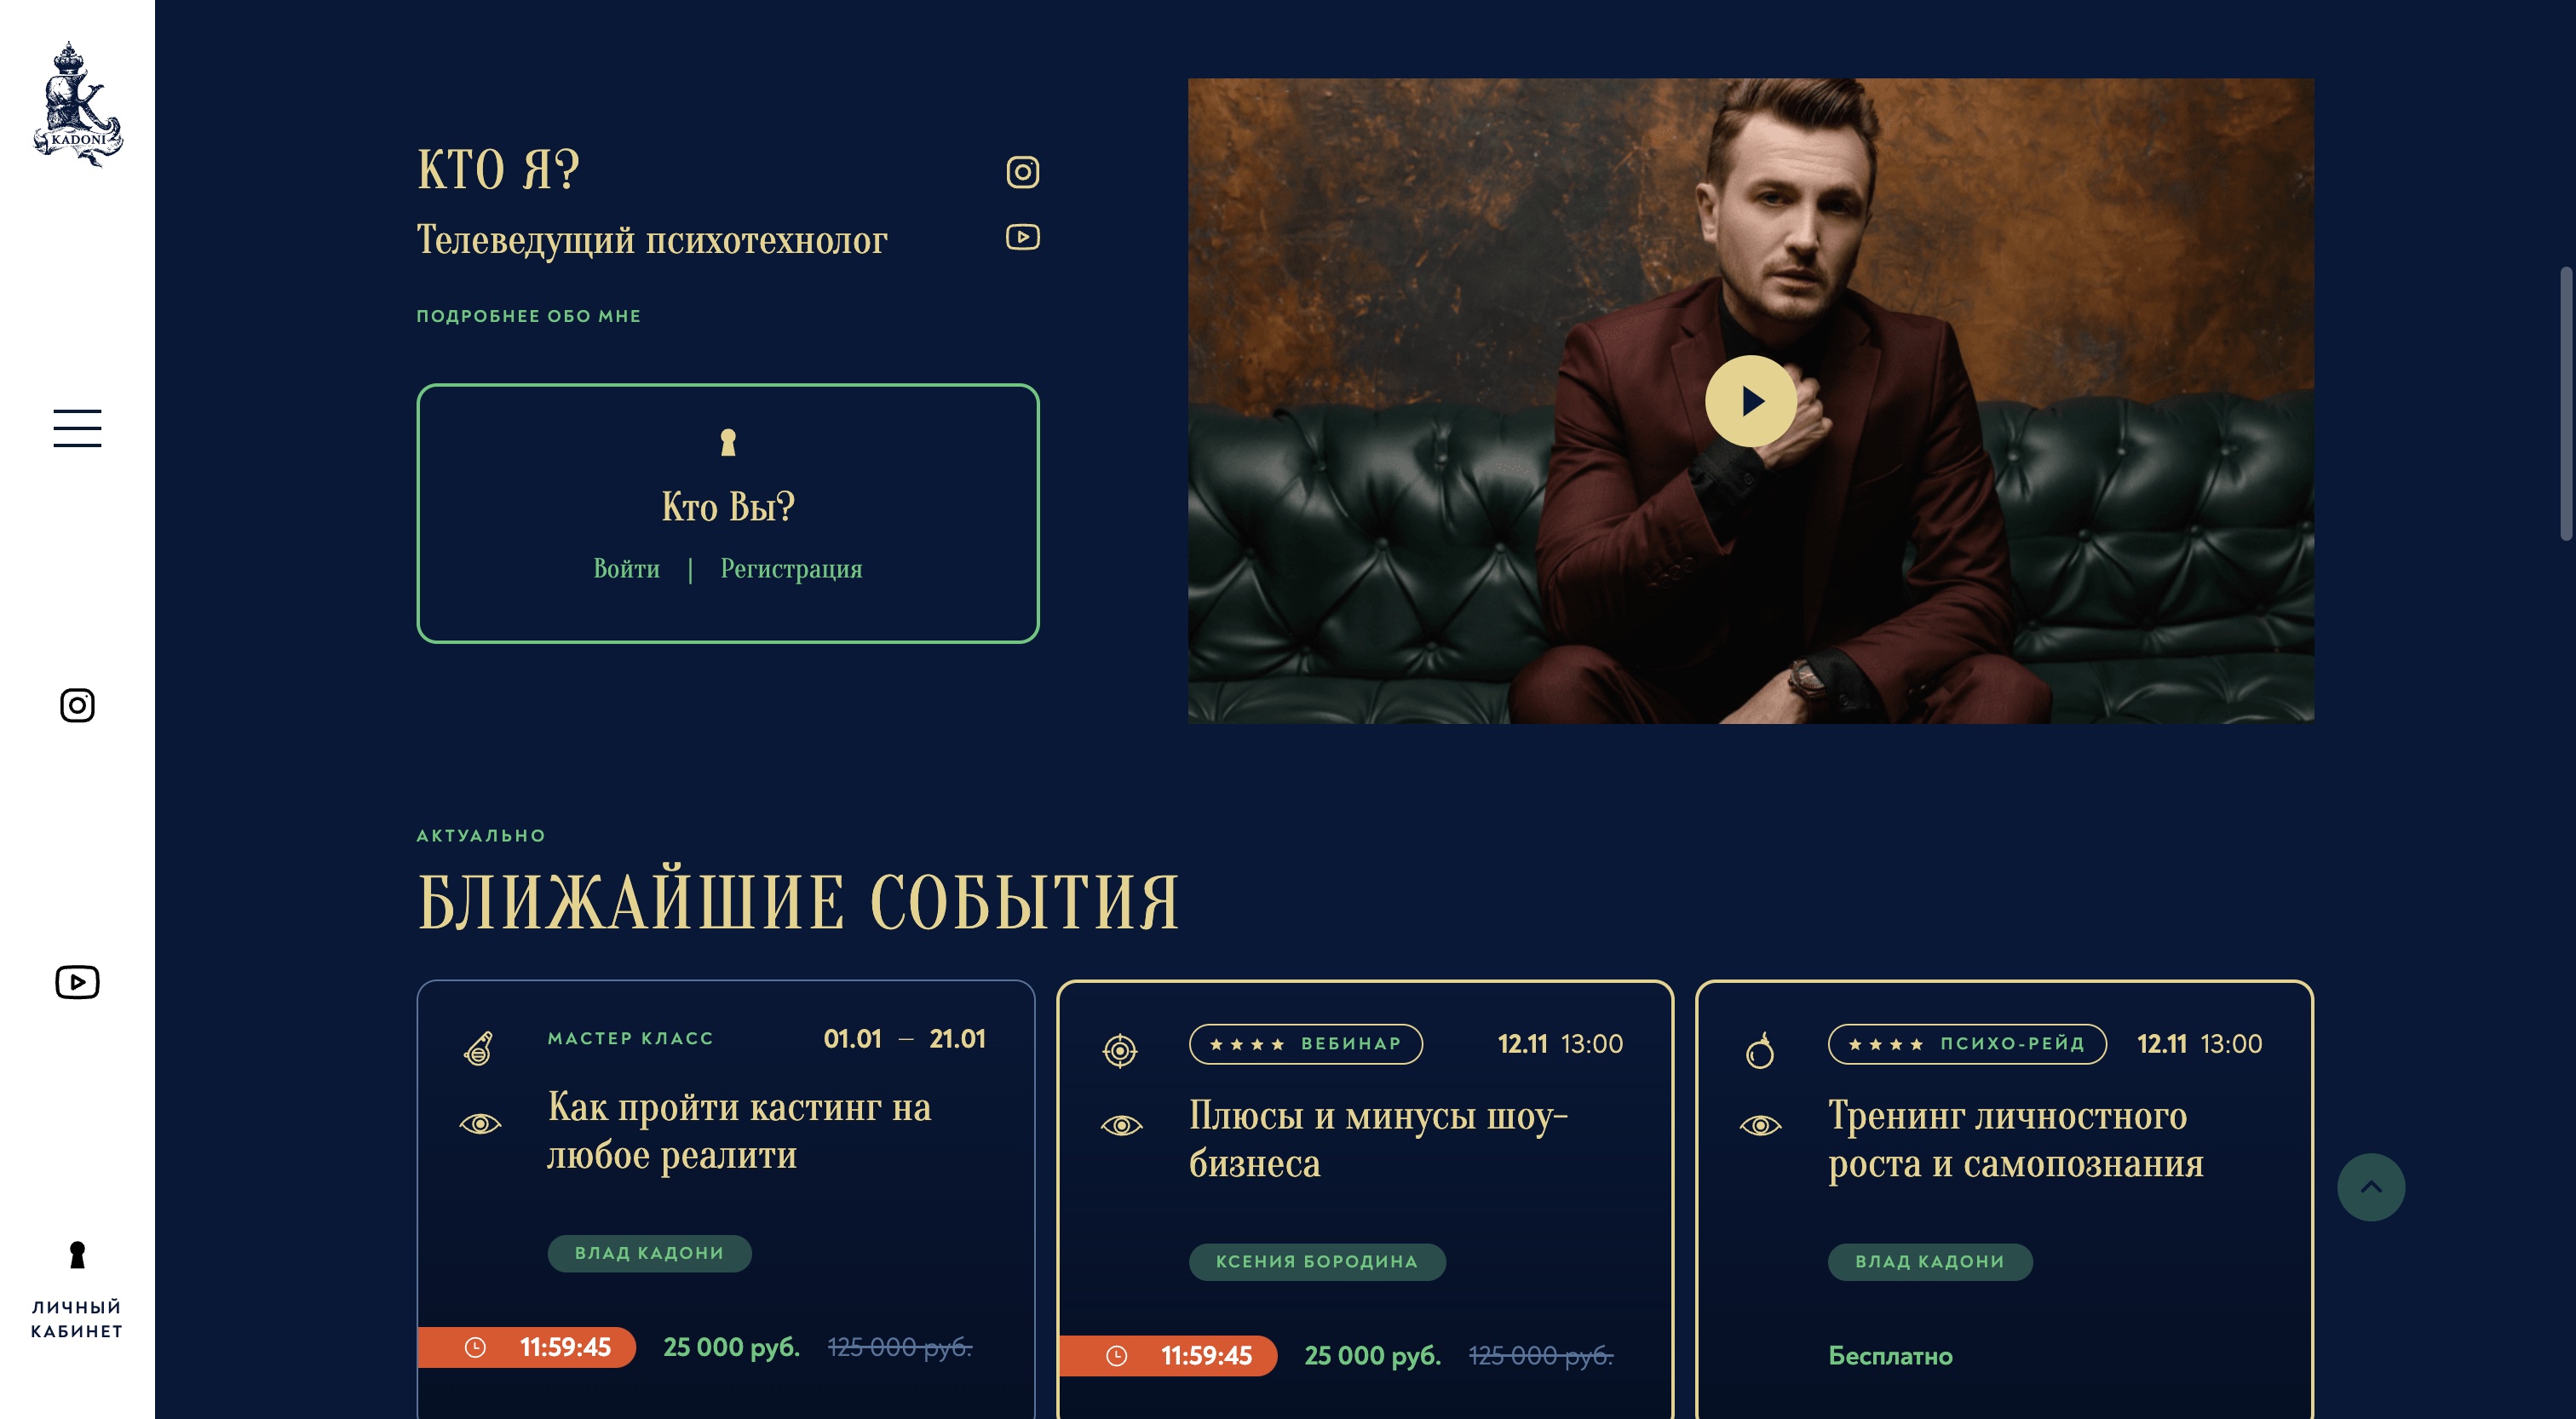 KADONI
КТО Я?
Телеведущий психотехнолог
ПОДРОБНЕЕ ОБО МНЕ
Кто Вы?
Войти | Регистрация
АКТУАЛЬНО
БЛИЖАЙШИЕ СОБЫТИЯ
МАСТЕР КЛАСС 01.01 — 21.01
Как пройти кастинг на
любое реалити
ВЛАД КАДОНИ
11:59:45 25 000 руб. 125 000 руб.
★★★★ ВЕБИНАР 12.11 13:00
Плюсы и минусы шоу-
бизнеса
КСЕНИЯ БОРОДИНА
11:59:45 25 000 руб. 125 000 руб.
★★★★ ПСИХО-РЕЙД 12.11 13:00
Тренинг личностного
роста и самопознания
ВЛАД КАДОНИ
Бесплатно
ЛИЧНЫЙ
КАБИНЕТ